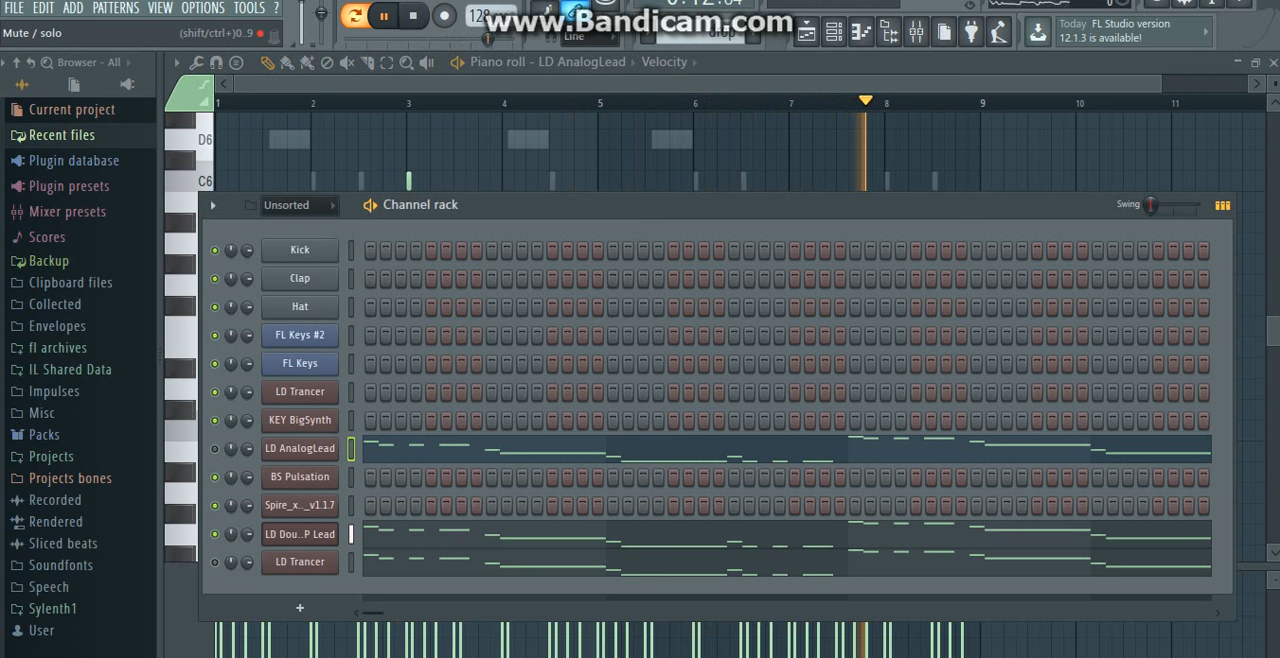 FILE EDIT ADD PATTERNS VIEW OPTIONS TOOLS ?
128
www.Bandicam.com
Mute / solo (shift/ctrl+)0..9
Line
drop
Today FL Studio version
12.1.3 is available!
Browser - All
Piano roll - LD AnalogLead Velocity
1 2 3 4 5 6 7 8 9 10 11
Current project
Recent files
Plugin database
Plugin presets
Mixer presets
Scores
Backup
Clipboard files
Collected
Envelopes
fl archives
IL Shared Data
Impulses
Misc
Packs
Projects
Projects bones
Recorded
Rendered
Sliced beats
Soundfonts
Speech
Sylenth1
User
D6
C6
Unsorted
Channel rack
Swing
Kick
Clap
Hat
FL Keys #2
FL Keys
LD Trancer
KEY BigSynth
LD AnalogLead
BS Pulsation
Spire_x.._v1.1.7
LD Dou..P Lead
LD Trancer
+